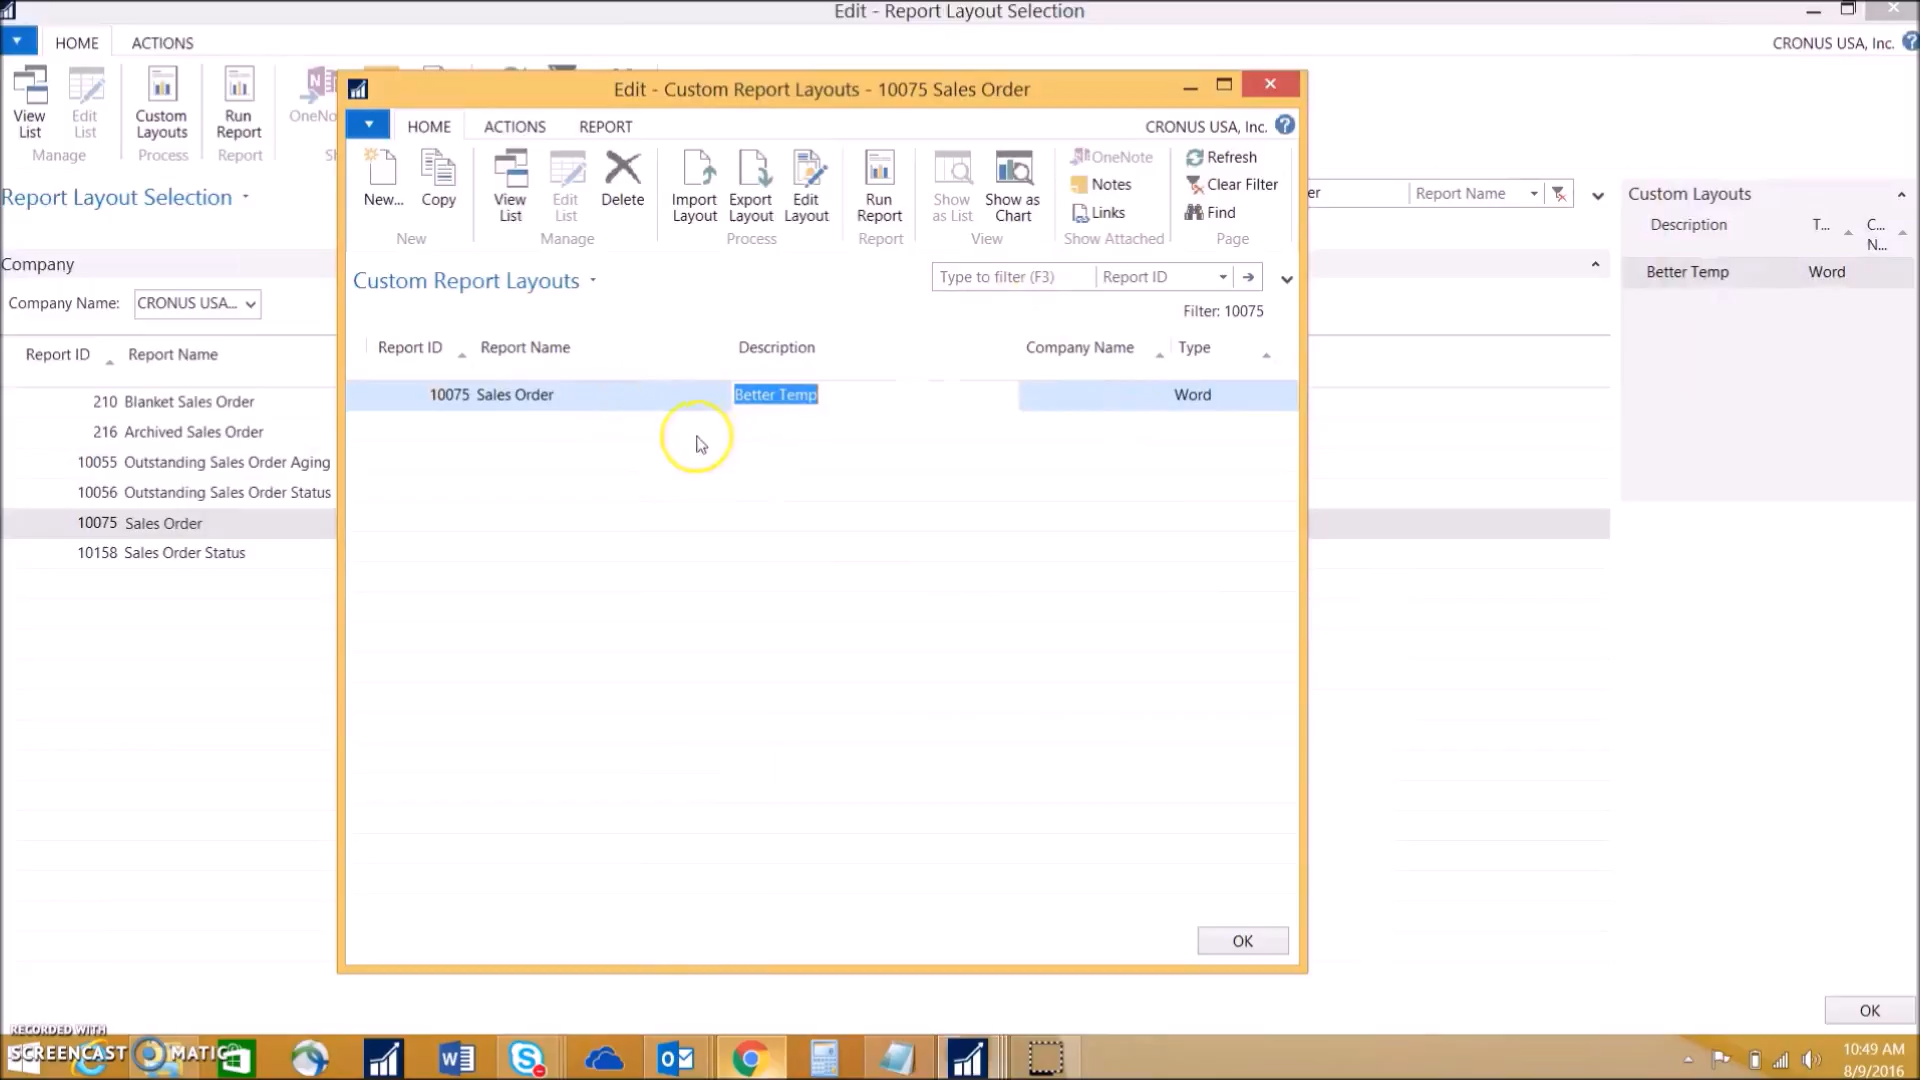 Edit - Report Layout Selection
HOME ACTIONS CRONUS USA, Inc.
View List Edit List Custom Layouts Run Report OneNo
Manage Process Report Sh
Report Layout Selection
er Report Name
Company
Company Name: CRONUS USA...
Report ID Report Name
210 Blanket Sales Order
216 Archived Sales Order
10055 Outstanding Sales Order Aging
10056 Outstanding Sales Order Status
10075 Sales Order
10158 Sales Order Status
Edit - Custom Report Layouts - 10075 Sales Order
HOME ACTIONS REPORT CRONUS USA, Inc.
New... Copy View List Edit List Delete Import Layout Export Layout Edit Layout Run Report Show as List Show as Chart
OneNote Refresh
Notes Clear Filter
Links Find
New Manage Process Report View Show Attached Page
Custom Report Layouts Type to filter (F3) Report ID
Filter: 10075
Report ID Report Name Description Company Name Type
10075 Sales Order Better Temp Word
OK
Custom Layouts
Description T... C... N...
Better Temp Word
OK
RECORDED WITH
SCREENCAST MATIC
10:49 AM
8/9/2016